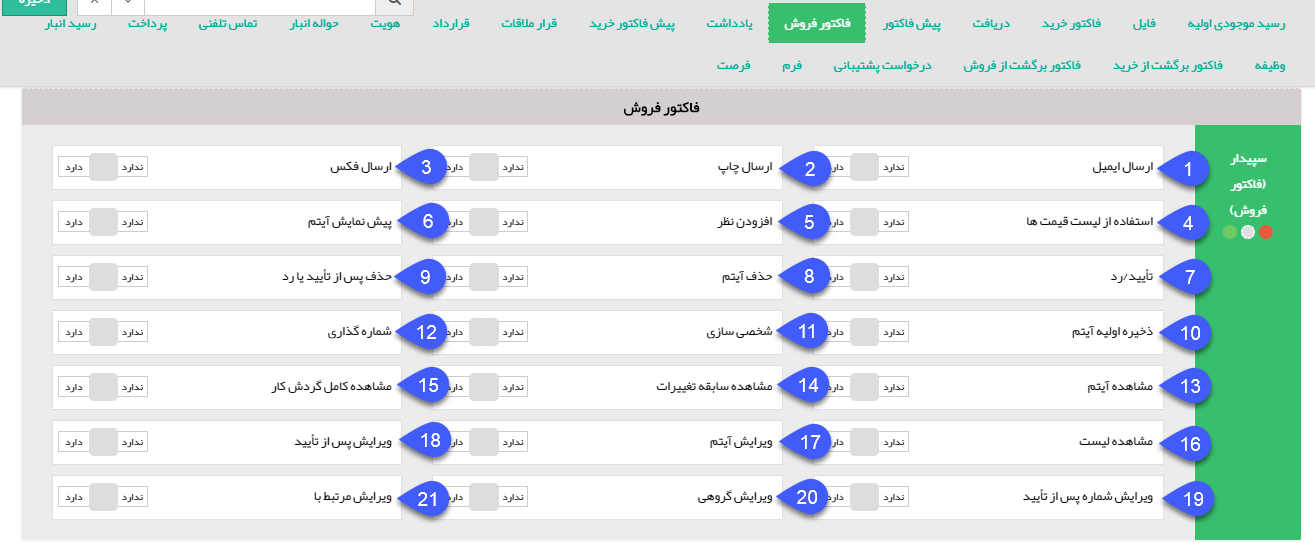 ذخیره
رسید موجودی اولیه فایل فاکتور خرید دریافت پیش فاکتور فاکتور فروش یادداشت پیش فاکتور خرید قرار ملاقات قرارداد هویت حواله انبار تماس تلفنی پرداخت رسید انبار
وظیفه فاکتور برگشت از خرید فاکتور برگشت از فروش درخواست پشتیبانی فرم فرصت
فاکتور فروش
سپیدار
(فاکتور
فروش)
1 ارسال ایمیل ندارد دارد 2 ارسال چاپ ندارد دارد 3 ارسال فکس ندارد دارد
4 استفاده از لیست قیمت ها ندارد دارد 5 افزودن نظر ندارد دارد 6 پیش نمایش آیتم ندارد دارد
7 تأیید/رد ندارد دارد 8 حذف آیتم ندارد دارد 9 حذف پس از تأیید یا رد ندارد دارد
10 ذخیره اولیه آیتم ندارد دارد 11 شخصی سازی ندارد دارد 12 شماره گذاری ندارد دارد
13 مشاهده آیتم ندارد دارد 14 مشاهده سابقه تغییرات ندارد دارد 15 مشاهده کامل گردش کار ندارد دارد
16 مشاهده لیست ندارد دارد 17 ویرایش آیتم ندارد دارد 18 ویرایش پس از تأیید ندارد دارد
19 ویرایش شماره پس از تأیید ندارد دارد 20 ویرایش گروهی ندارد دارد 21 ویرایش مرتبط با ندارد دارد